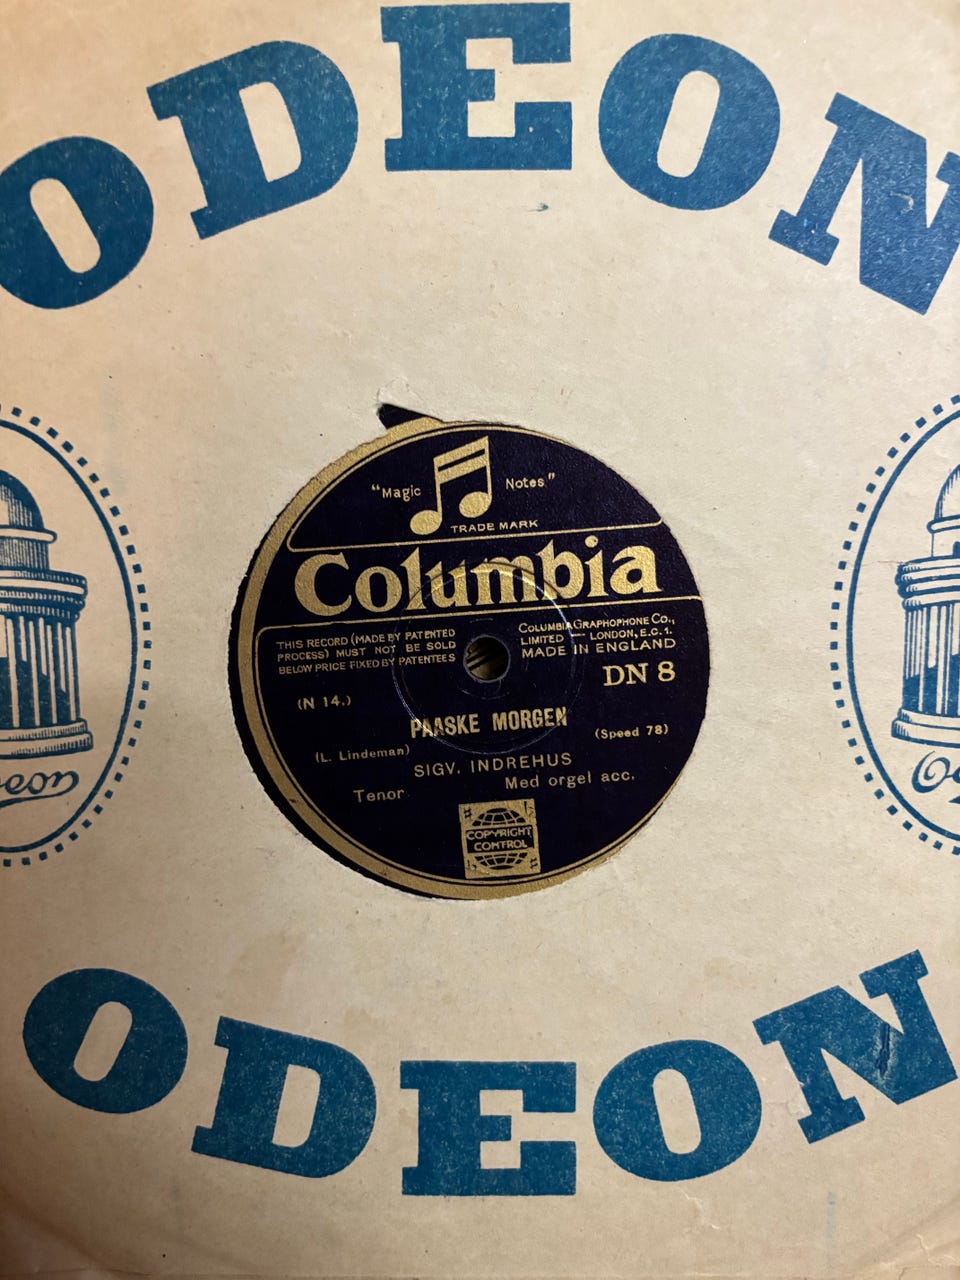 ODEON
"Magic Notes"
TRADE MARK
Columbia
THIS RECORD (MADE BY PATENTED
PROCESS) MUST NOT BE SOLD
BELOW PRICE FIXED BY PATENTEES
COLUMBIA GRAPHOPHONE CO.,
LIMITED — LONDON, E.C.1.
MADE IN ENGLAND
DN 8
(N 14.)
PAASKE MORGEN
(Speed 78)
(L. Lindeman)
SIGV. INDREHUS
Med orgel acc.
Tenor
COPYRIGHT
CONTROL
ODEON